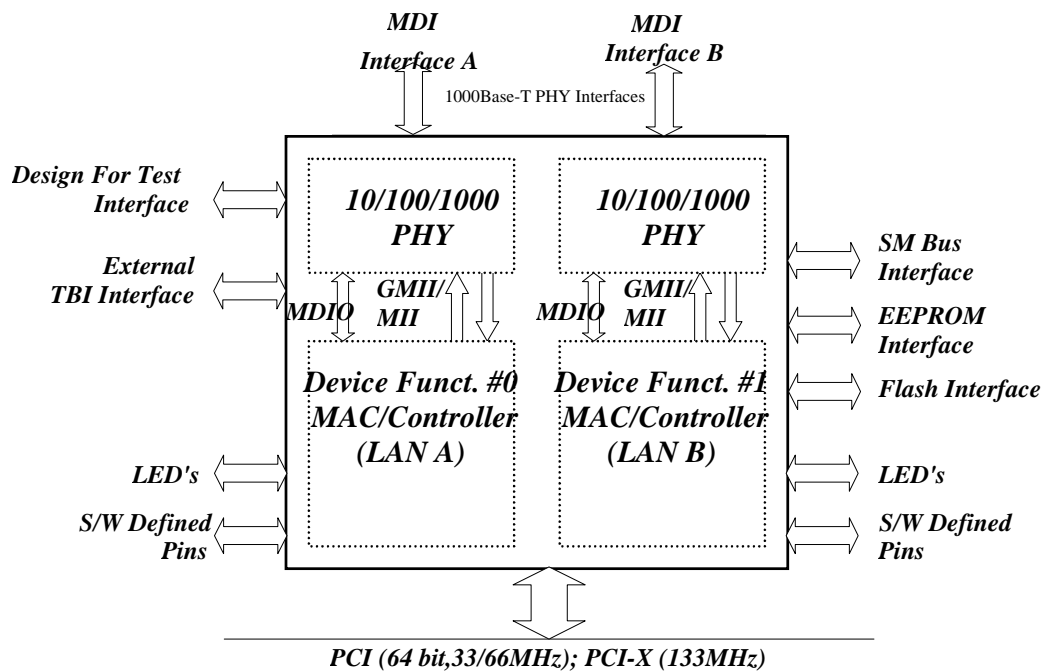 MDI
Interface A
MDI
Interface B
1000Base-T PHY Interfaces
Design For Test
Interface
External
TBI Interface
LED's
S/W Defined
Pins
10/100/1000
PHY
MDIO
GMII/
MII
Device Funct. #0
MAC/Controller
(LAN A)
10/100/1000
PHY
MDIO
GMII/
MII
Device Funct. #1
MAC/Controller
(LAN B)
SM Bus
Interface
EEPROM
Interface
Flash Interface
LED's
S/W Defined
Pins
PCI (64 bit,33/66MHz); PCI-X (133MHz)